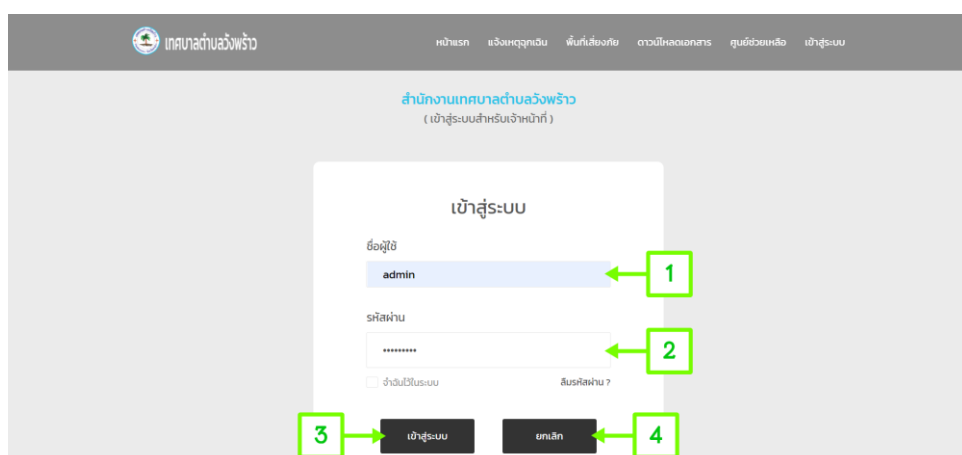 เทศบาลตำบลวังพร้าว
หน้าแรก แจ้งเหตุฉุกเฉิน พื้นที่เสี่ยงภัย ดาวน์โหลดเอกสาร ศูนย์ช่วยเหลือ เข้าสู่ระบบ
สำนักงานเทศบาลตำบลวังพร้าว
( เข้าสู่ระบบสำหรับเจ้าหน้าที่ )
เข้าสู่ระบบ
ชื่อผู้ใช้
admin
1
รหัสผ่าน
•••••••••
2
จำฉันไว้ในระบบ ลืมรหัสผ่าน ?
3 เข้าสู่ระบบ ยกเลิก 4